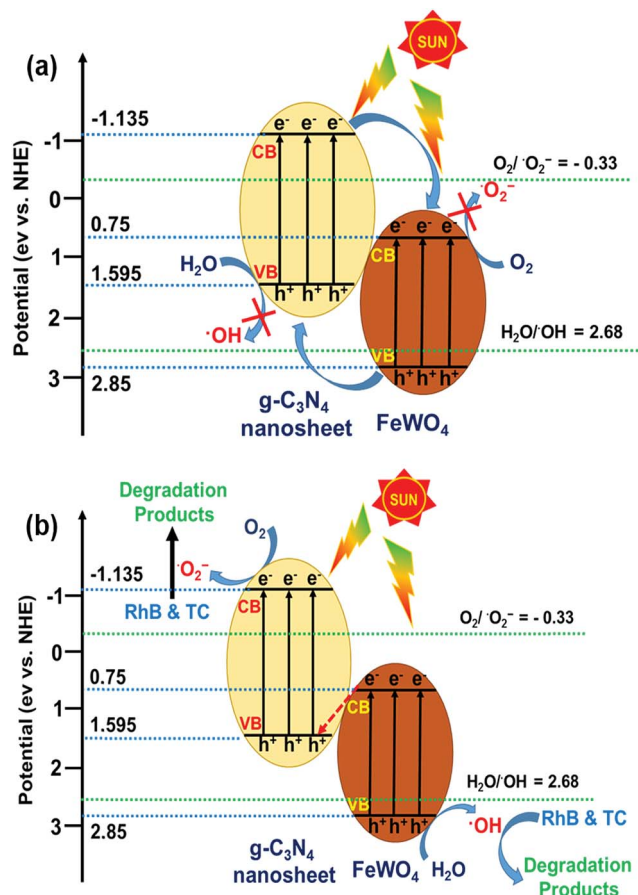 (a)
SUN
Potential (ev vs. NHE)
-1.135
-1
0
0.75
1
1.595
2
3
2.85
e⁻ e⁻ e⁻
CB
VB
h⁺ h⁺ h⁺
H₂O
·OH
g-C₃N₄
nanosheet
O₂/ ·O₂⁻ = - 0.33
·O₂⁻
O₂
e⁻ e⁻ e⁻
CB
H₂O/·OH = 2.68
VB
h⁺ h⁺ h⁺
FeWO₄
(b)
SUN
Degradation
Products
O₂
·O₂⁻
RhB & TC
Potential (ev vs. NHE)
-1.135
-1
0
0.75
1
1.595
2
3
2.85
e⁻ e⁻ e⁻
CB
VB
h⁺ h⁺ h⁺
g-C₃N₄
nanosheet
O₂/ ·O₂⁻ = - 0.33
e⁻ e⁻ e⁻
CB
H₂O/·OH = 2.68
VB
h⁺ h⁺ h⁺
FeWO₄
H₂O
·OH
RhB & TC
Degradation
Products